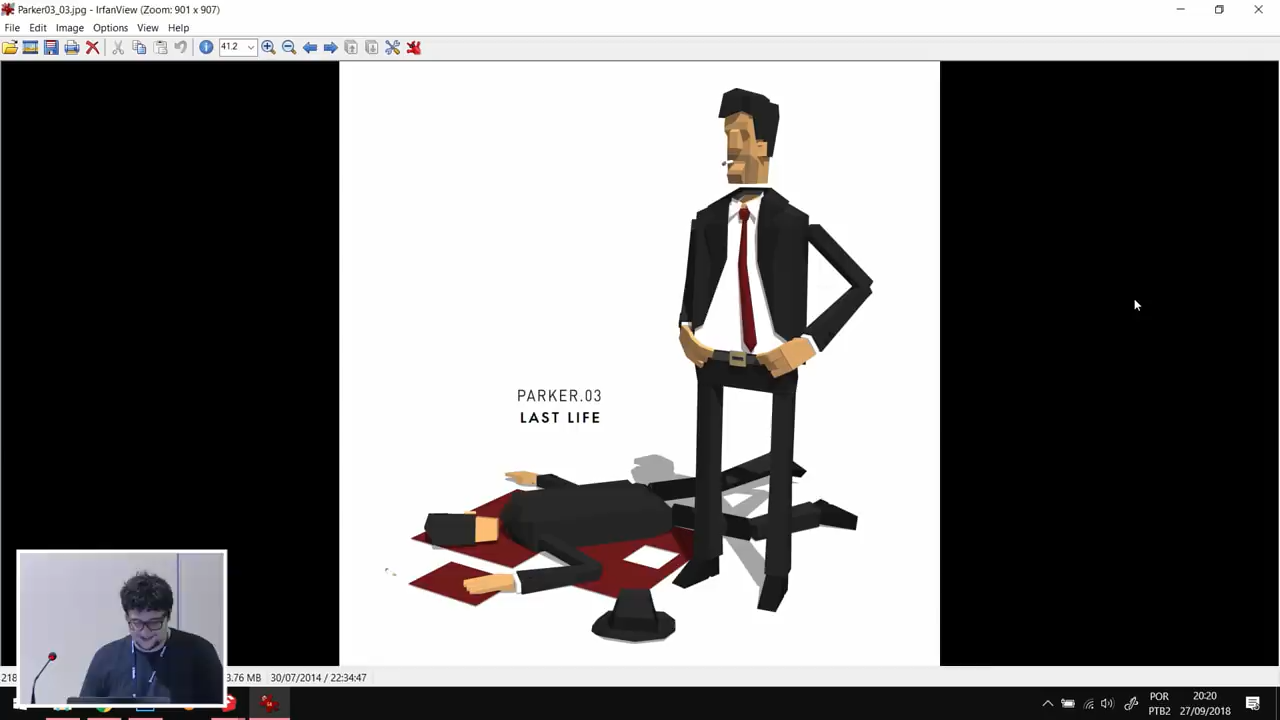 Parker03_03.jpg - IrfanView (Zoom: 901 x 907)
File Edit Image Options View Help
41.2
PARKER.03
LAST LIFE
3.76 MB 30/07/2014 / 22:34:47
POR
PTB2
20:20
27/09/2018